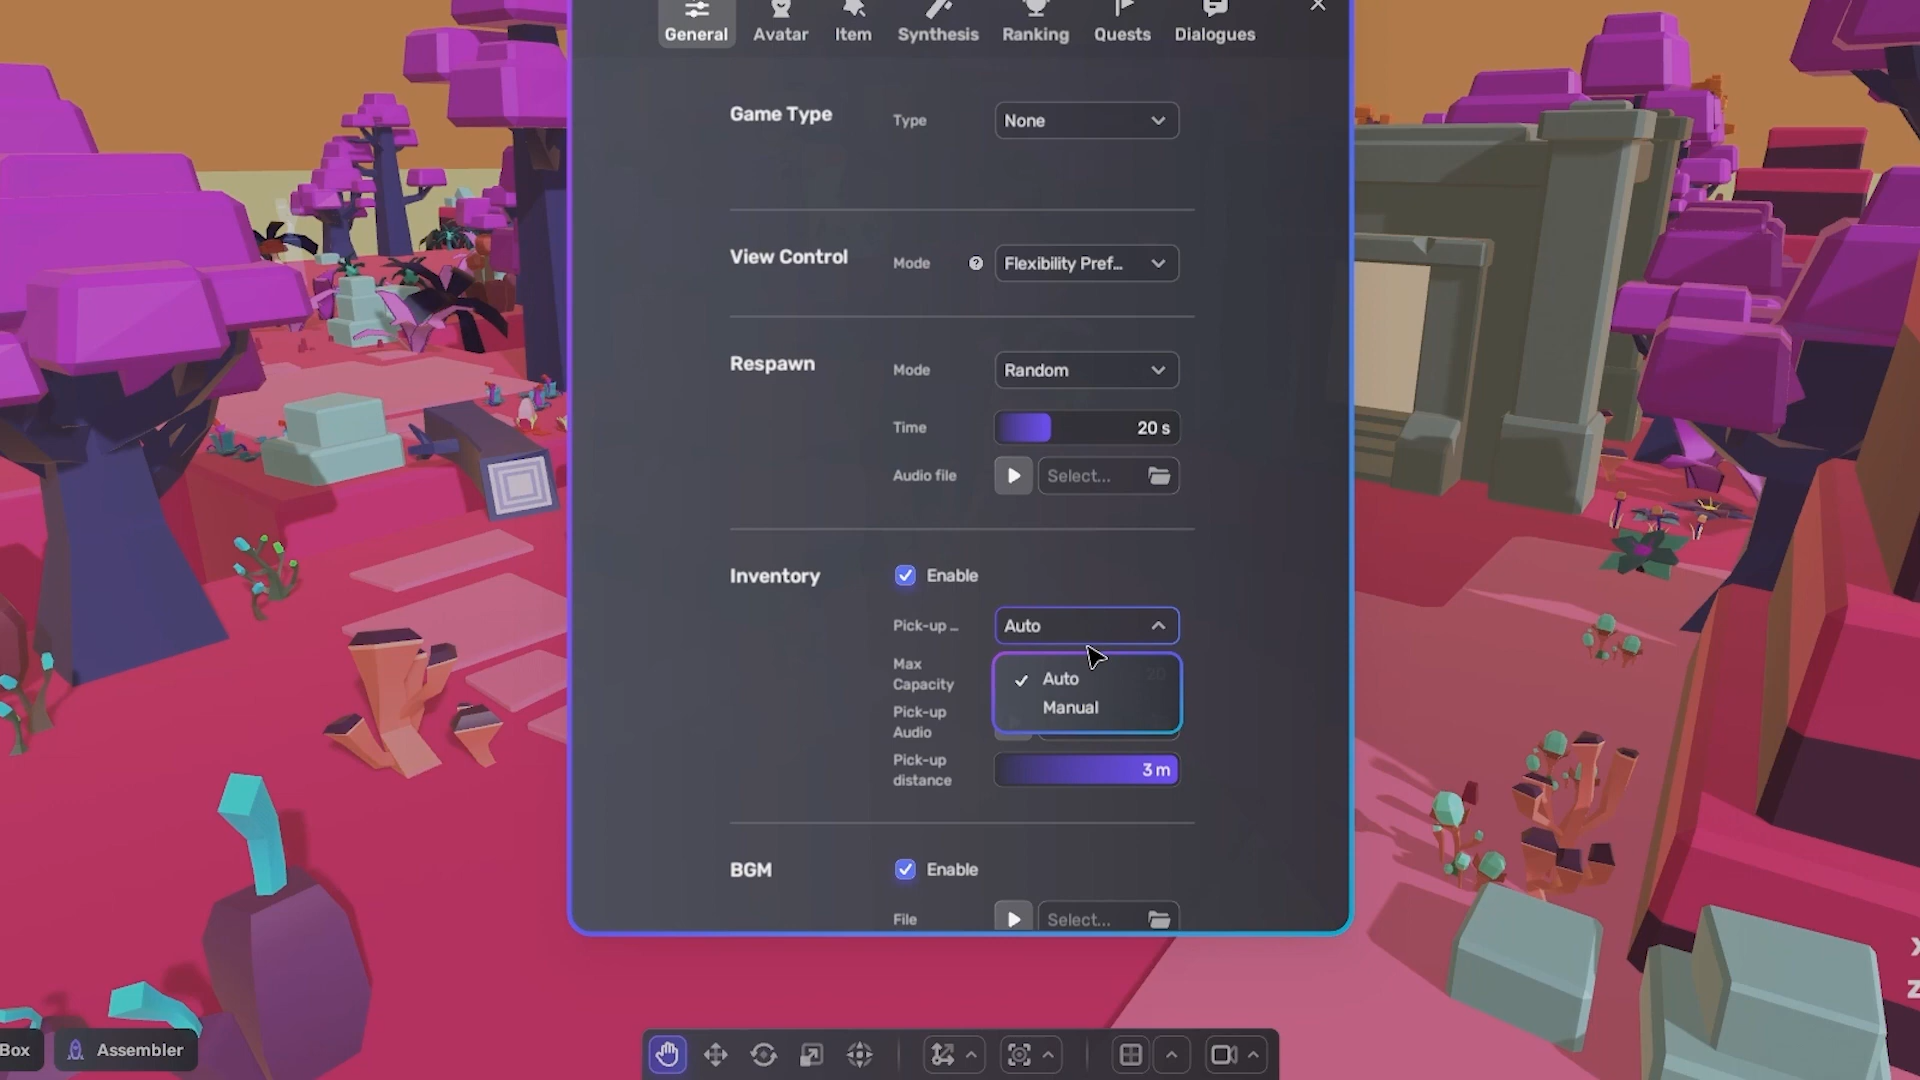 General Avatar Item Synthesis Ranking Quests Dialogues
Game Type Type None
View Control Mode Flexibility Pref...
Respawn Mode Random
Time 20 s
Audio file Select...
Inventory Enable
Pick-up ... Auto
Max
Capacity
Auto
Manual
Pick-up
Audio
Pick-up
distance
3 m
BGM Enable
File Select...
Box Assembler